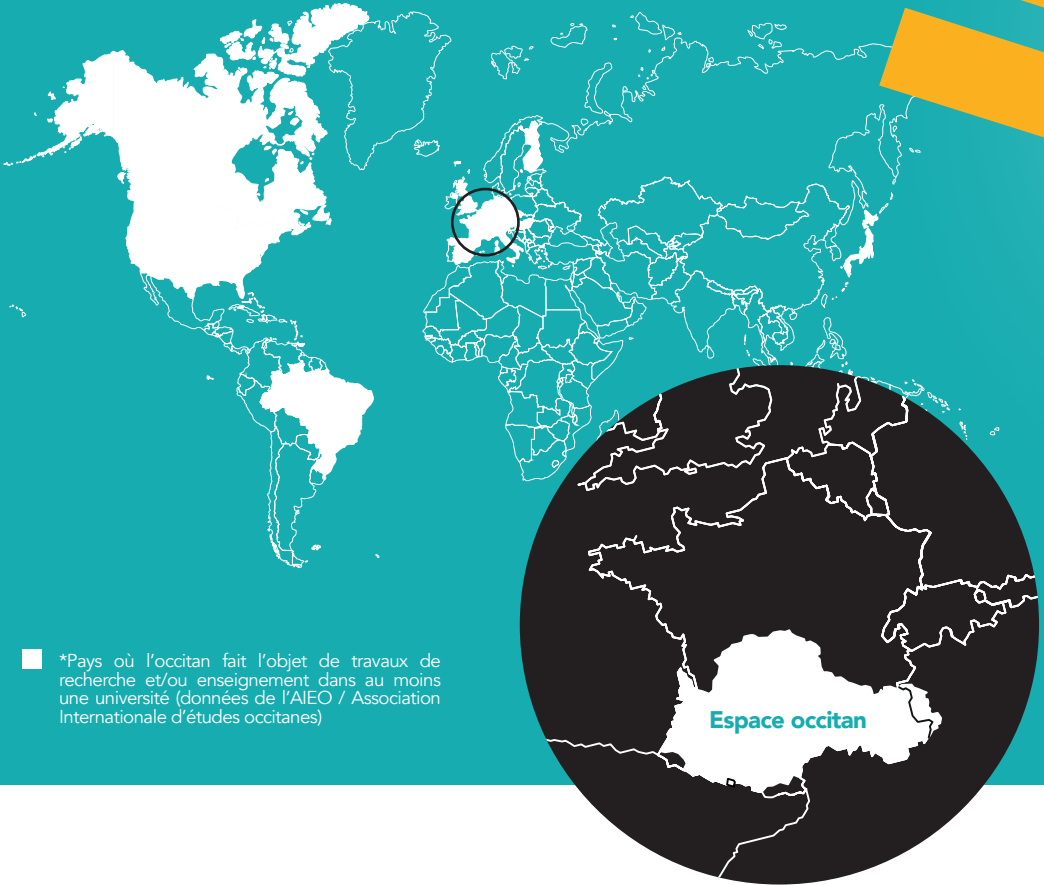 *Pays où l'occitan fait l'objet de travaux de
recherche et/ou enseignement dans au moins
une université (données de l'AIEO / Association
Internationale d'études occitanes)
Espace occitan